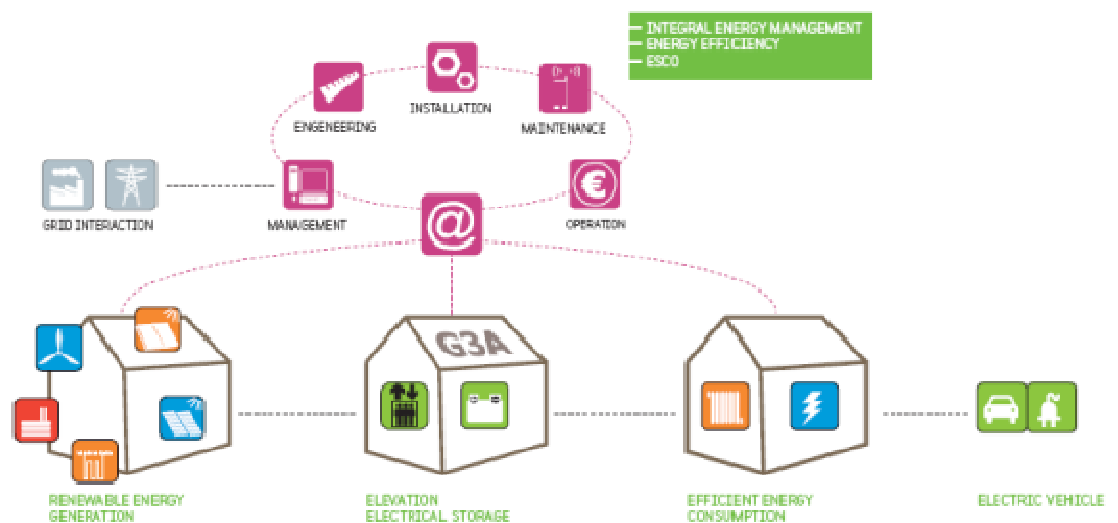 INTEGRAL ENERGY MANAGEMENT
ENERGY EFFICIENCY
ESCO
INSTALLATION
ENGENEERING
MAINTENANCE
GRID INTERACTION
MANAGEMENT
@
€
OPERATION
G3A
RENEWABLE ENERGY
GENERATION
ELEVATION
ELECTRICAL STORAGE
EFFICIENT ENERGY
CONSUMPTION
ELECTRIC VEHICLE